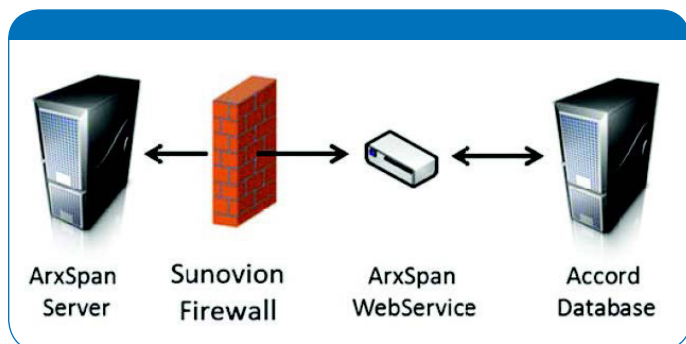 ArxSpan
Server
Sunovion
Firewall
ArxSpan
WebService
Accord
Database